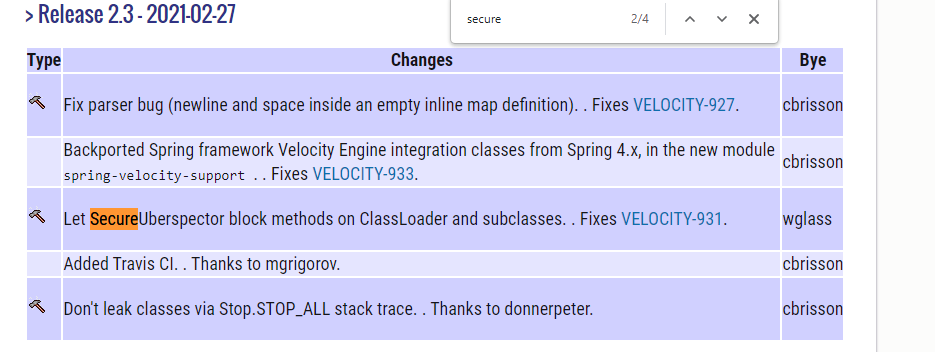 > Release 2.3 - 2021-02-27
secure 2/4
Type Changes Bye
Fix parser bug (newline and space inside an empty inline map definition). . Fixes VELOCITY-927. cbrisson
Backported Spring framework Velocity Engine integration classes from Spring 4.x, in the new module
spring-velocity-support . . Fixes VELOCITY-933. cbrisson
Let SecureUberspector block methods on ClassLoader and subclasses. . Fixes VELOCITY-931. wglass
Added Travis CI. . Thanks to mgrigorov. cbrisson
Don't leak classes via Stop.STOP_ALL stack trace. . Thanks to donnerpeter. cbrisson